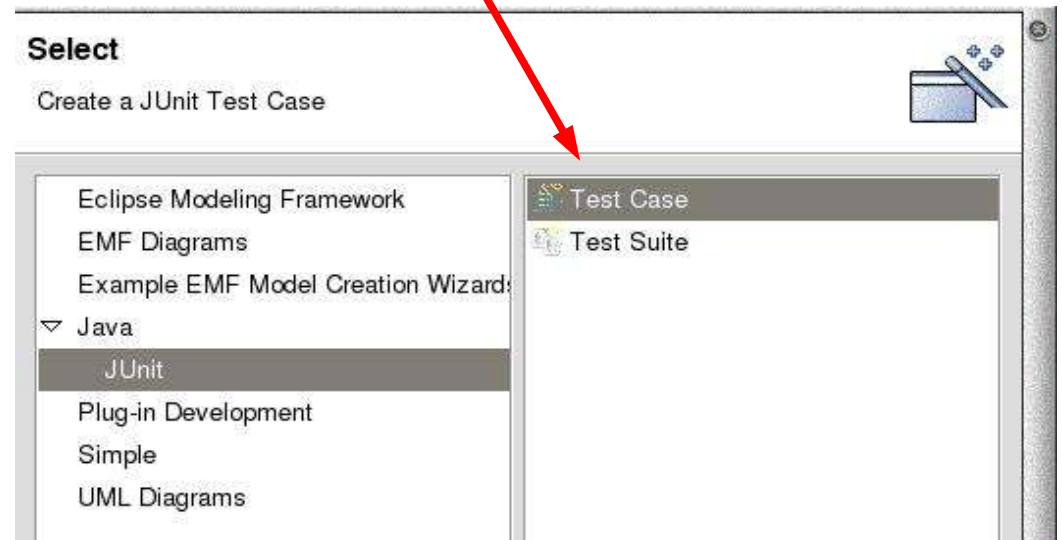 Select
Create a JUnit Test Case
Eclipse Modeling Framework
EMF Diagrams
Example EMF Model Creation Wizards
Java
JUnit
Plug-in Development
Simple
UML Diagrams
Test Case
Test Suite